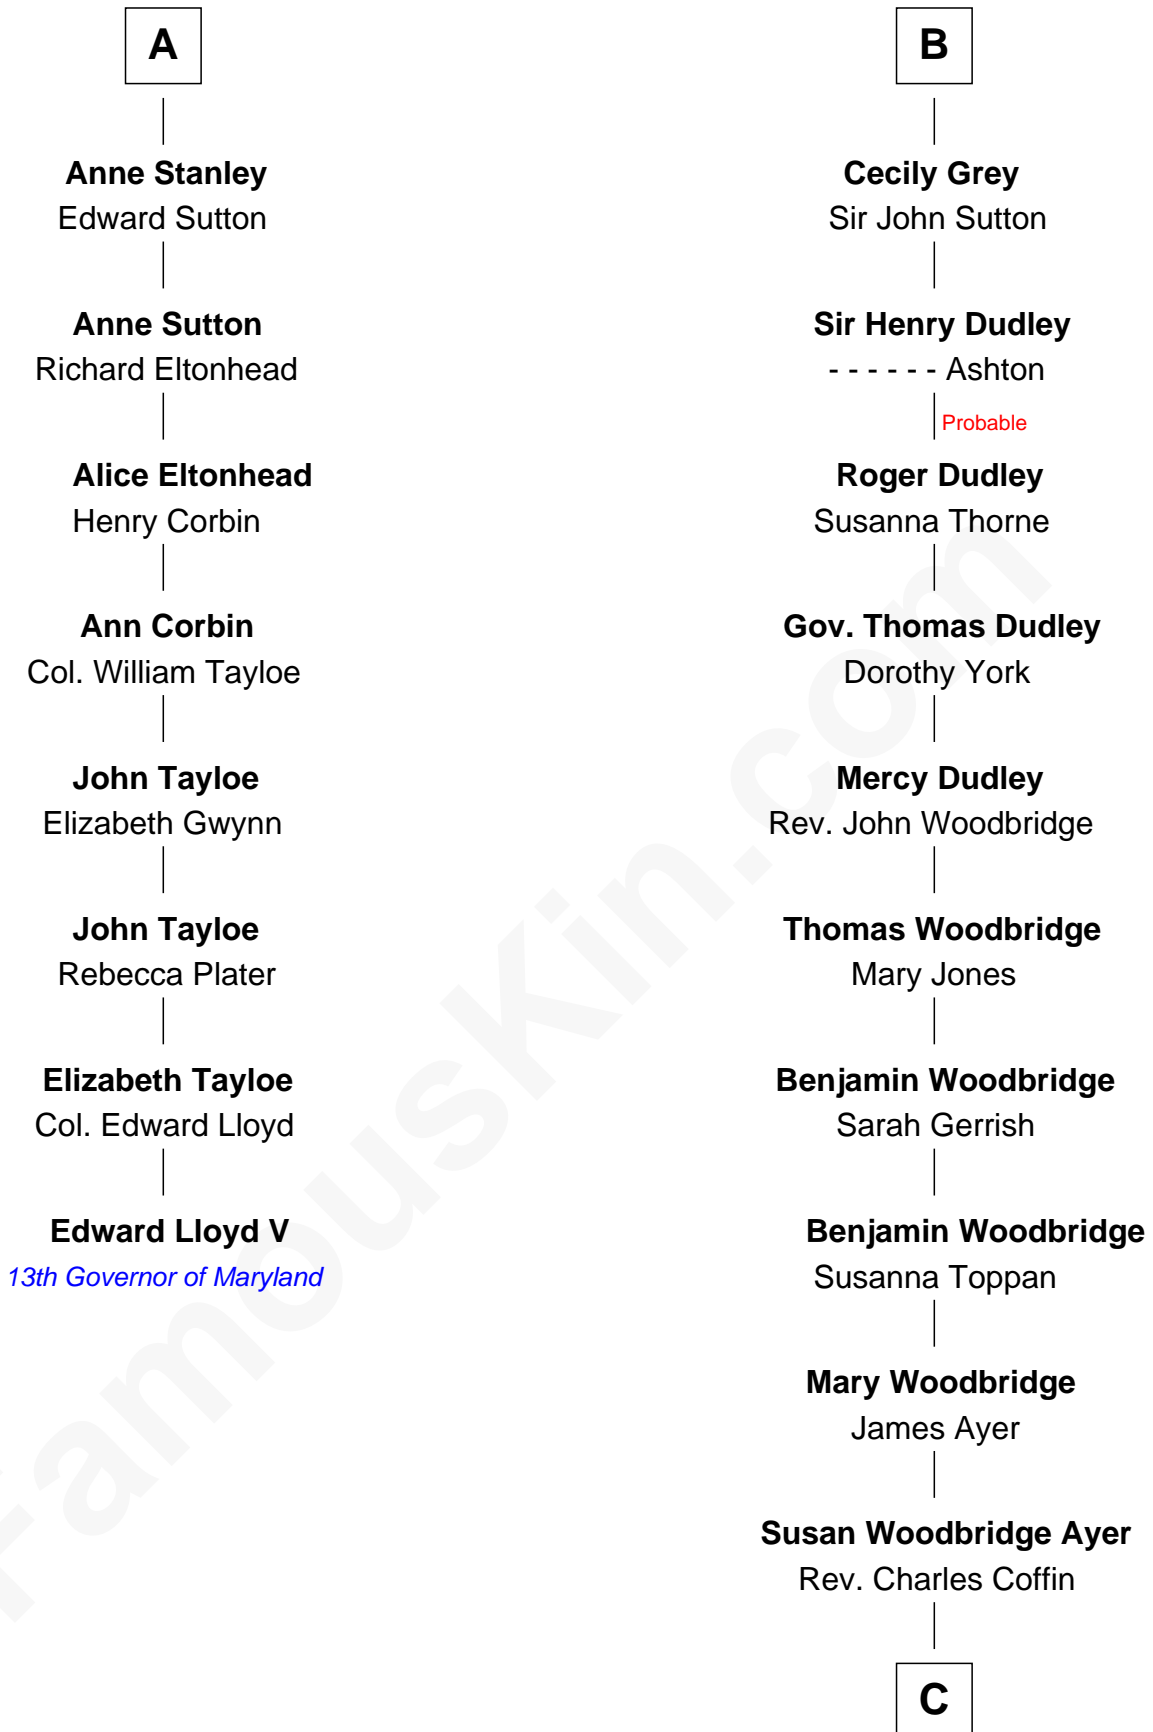 A
Anne Stanley
Edward Sutton
Anne Sutton
Richard Eltonhead
Alice Eltonhead
Henry Corbin
Ann Corbin
Col. William Tayloe
John Tayloe
Elizabeth Gwynn
John Tayloe
Rebecca Plater
Elizabeth Tayloe
Col. Edward Lloyd
Edward Lloyd V
13th Governor of Maryland
B
Cecily Grey
Sir John Sutton
Sir Henry Dudley
- - - - - - Ashton
Probable
Roger Dudley
Susanna Thorne
Gov. Thomas Dudley
Dorothy York
Mercy Dudley
Rev. John Woodbridge
Thomas Woodbridge
Mary Jones
Benjamin Woodbridge
Sarah Gerrish
Benjamin Woodbridge
Susanna Toppan
Mary Woodbridge
James Ayer
Susan Woodbridge Ayer
Rev. Charles Coffin
C
FamousKin.com